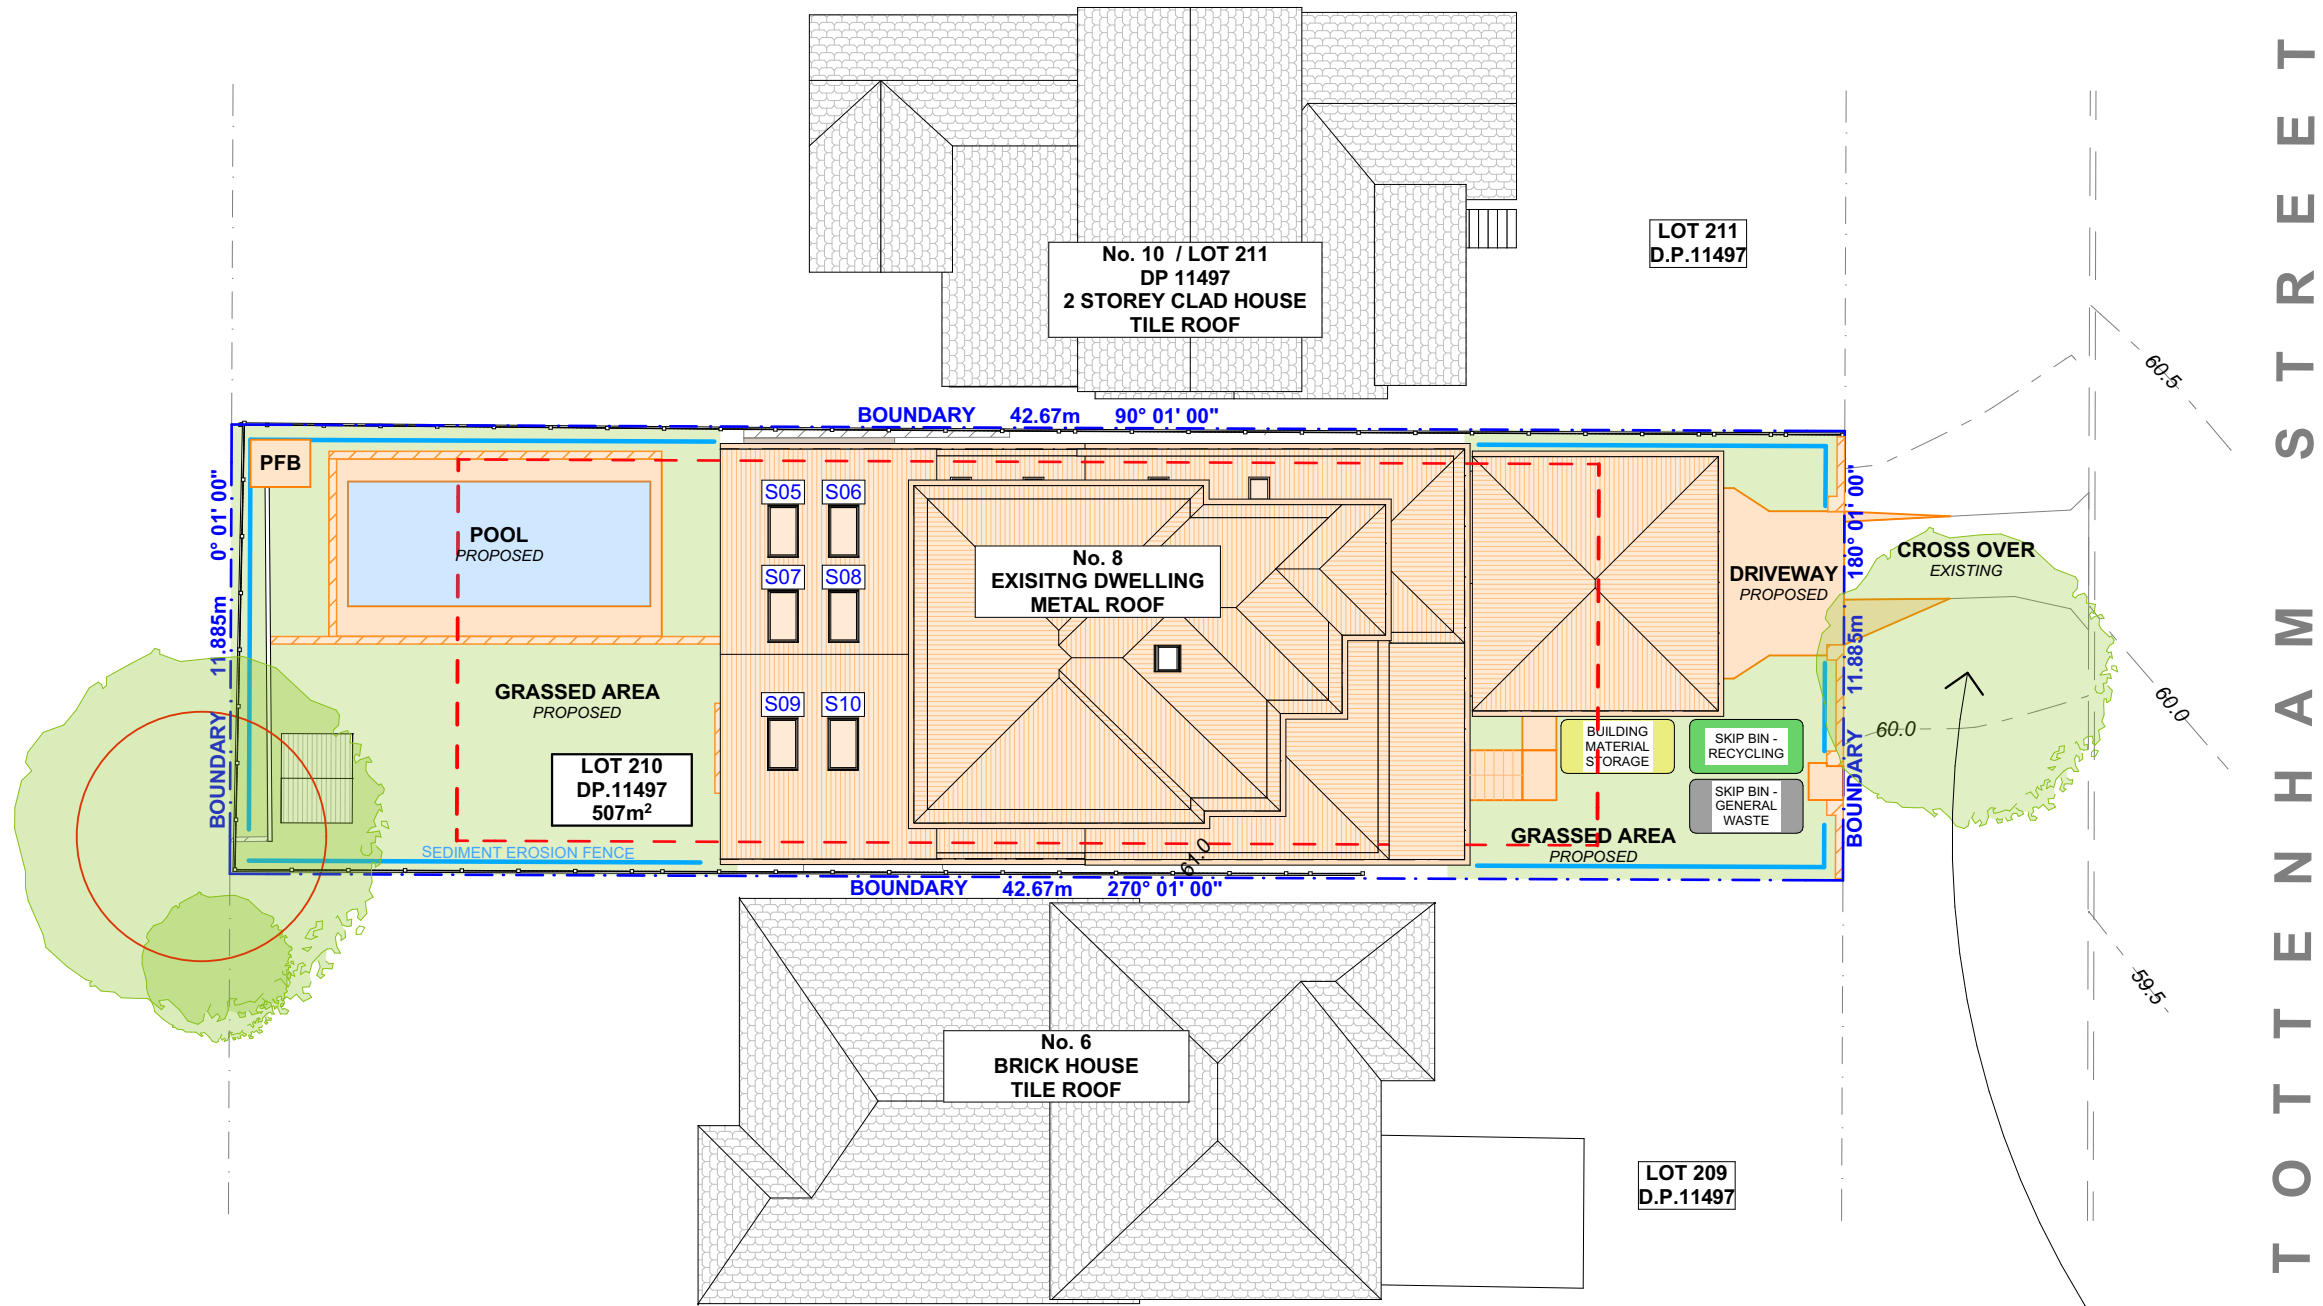 No. 10 / LOT 211
DP 11497
2 STOREY CLAD HOUSE
TILE ROOF
LOT 211
D.P.11497
TOTTENHAM STREET
60.5
BOUNDARY 42.67m 90° 01' 00"
PFB
POOL
PROPOSED
S05
S06
S07
S08
S09
S10
No. 8
EXISITNG DWELLING
METAL ROOF
DRIVEWAY
PROPOSED
CROSS OVER
EXISTING
BOUNDARY 11.885m 0° 01' 00"
BOUNDARY 11.885m 180° 01' 00"
GRASSED AREA
PROPOSED
LOT 210
DP.11497
507m²
BUILDING
MATERIAL
STORAGE
SKIP BIN -
RECYCLING
SKIP BIN -
GENERAL
WASTE
60.0
60.0
GRASSED AREA
PROPOSED
SEDIMENT EROSION FENCE
61.0
BOUNDARY 42.67m 270° 01' 00"
59.5
No. 6
BRICK HOUSE
TILE ROOF
LOT 209
D.P.11497